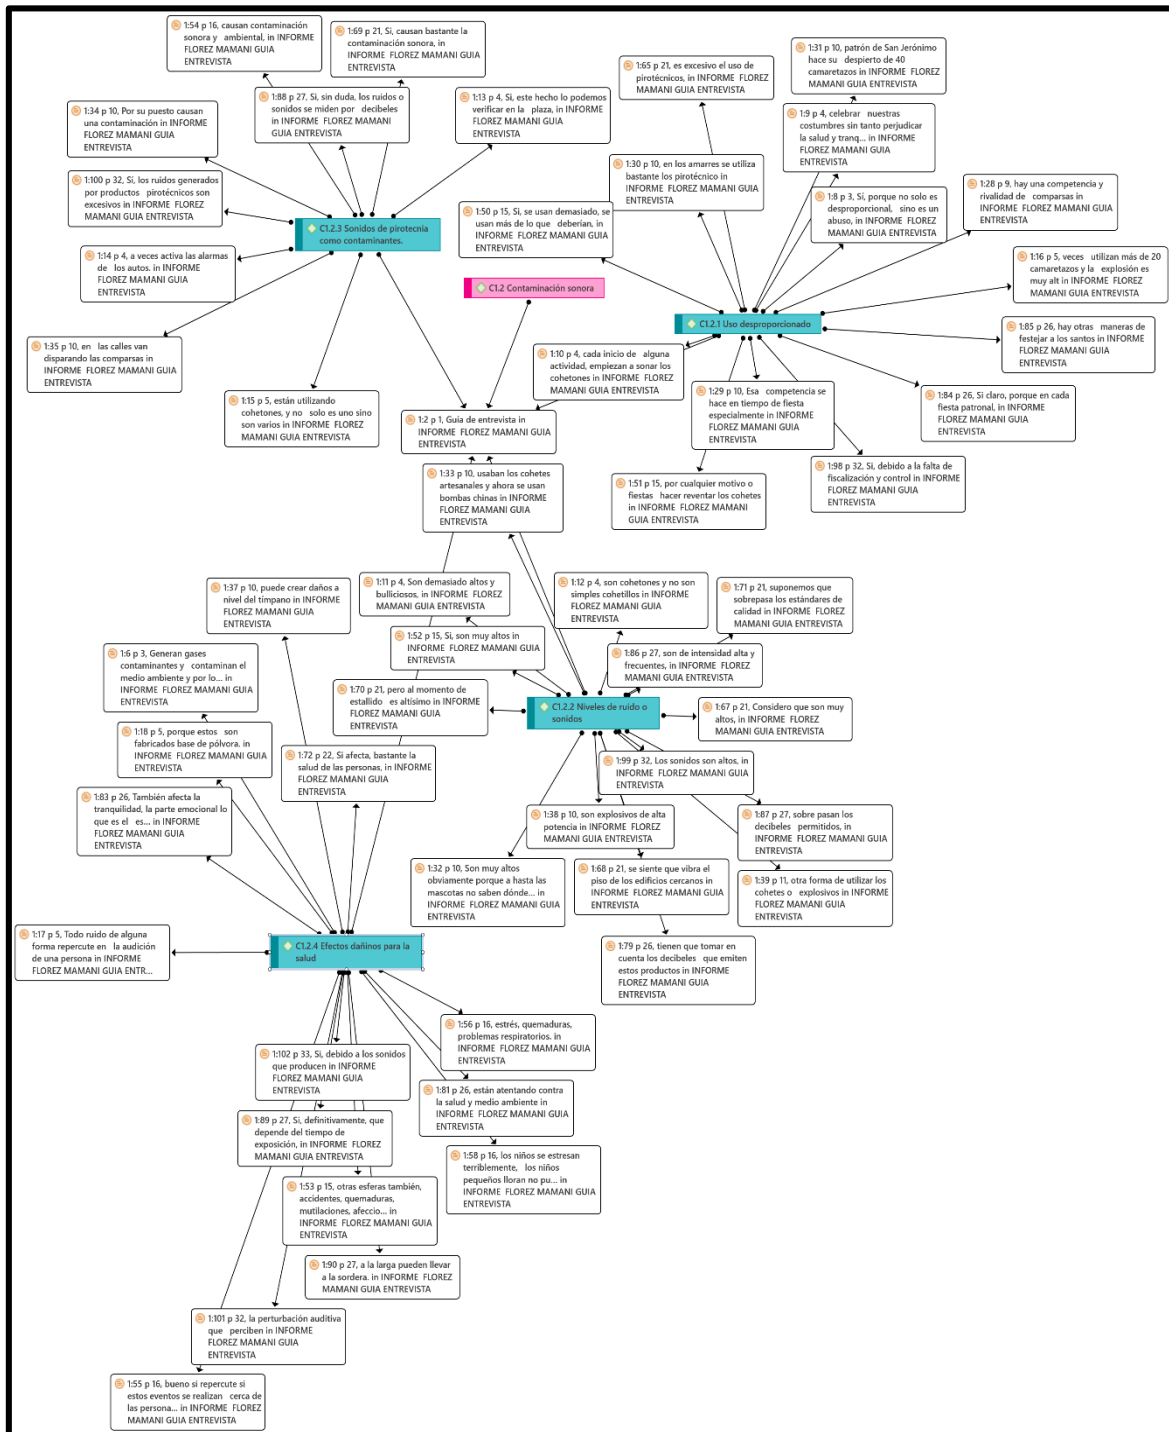 1:54 p 16, causan contaminación
sonora y ambiental, in INFORME
FLOREZ MAMANI GUIA
ENTREVISTA
1:69 p 21, Si, causan bastante la
contaminación sonora, in
INFORME FLOREZ MAMANI GUIA
ENTREVISTA
1:31 p 10, patrón de San Jerónimo
hace su despierto de 40
camaretazos in INFORME FLOREZ
MAMANI GUIA ENTREVISTA
1:65 p 21, es excesivo el uso de
pirotécnicos, in INFORME FLOREZ
MAMANI GUIA ENTREVISTA
1:88 p 27, Si, sin duda, los ruidos o
sonidos se miden por decibeles
in INFORME FLOREZ MAMANI
GUIA ENTREVISTA
1:13 p 4, Si, este hecho lo podemos
verificar en la plaza, in INFORME
FLOREZ MAMANI GUIA
ENTREVISTA
1:34 p 10, Por su puesto causan
una contaminación in INFORME
FLOREZ MAMANI GUIA
ENTREVISTA
1:9 p 4, celebrar nuestras
costumbres sin tanto perjudicar
la salud y tranq... in INFORME
FLOREZ MAMANI GUIA
ENTREVISTA
1:30 p 10, en los amarres se utiliza
bastante los pirotécnico in
INFORME FLOREZ MAMANI GUIA
ENTREVISTA
1:100 p 32, Sí, los ruidos generados
por productos pirotécnicos son
excesivos in INFORME FLOREZ
MAMANI GUIA ENTREVISTA
1:28 p 9, hay una competencia y
rivalidad de comparsas in
INFORME FLOREZ MAMANI GUIA
ENTREVISTA
1:8 p 3, Sí, porque no solo es
desproporcional, sino es un
abuso, in INFORME FLOREZ
MAMANI GUIA ENTREVISTA
1:50 p 15, Si, se usan demasiado, se
usan más de lo que deberían, in
INFORME FLOREZ MAMANI GUIA
ENTREVISTA
C1.2.3 Sonidos de pirotecnia
como contaminantes.
1:14 p 4, a veces activa las alarmas
de los autos. in INFORME
FLOREZ MAMANI GUIA
ENTREVISTA
1:16 p 5, veces utilizan más de 20
camaretazos y la explosión es
muy alt in INFORME FLOREZ
MAMANI GUIA ENTREVISTA
C1.2 Contaminación sonora
C1.2.1 Uso desproporcionado
1:85 p 26, hay otras maneras de
festejar a los santos in INFORME
FLOREZ MAMANI GUIA
ENTREVISTA
1:35 p 10, en las calles van
disparando las comparsas in
INFORME FLOREZ MAMANI GUIA
ENTREVISTA
1:10 p 4, cada inicio de alguna
actividad, empiezan a sonar los
cohetones in INFORME FLOREZ
MAMANI GUIA ENTREVISTA
1:15 p 5, están utilizando
cohetones, y no solo es uno sino
son varios in INFORME FLOREZ
MAMANI GUIA ENTREVISTA
1:29 p 10, Esa competencia se
hace en tiempo de fiesta
especialmente in INFORME
FLOREZ MAMANI GUIA
ENTREVISTA
1:84 p 26, Si claro, porque en cada
fiesta patronal, in INFORME
FLOREZ MAMANI GUIA
ENTREVISTA
1:2 p 1, Guía de entrevista in
INFORME FLOREZ MAMANI GUIA
ENTREVISTA
1:33 p 10, usaban los cohetes
artesanales y ahora se usan
bombas chinas in INFORME
FLOREZ MAMANI GUIA
ENTREVISTA
1:98 p 32, Si, debido a la falta de
fiscalización y control in INFORME
FLOREZ MAMANI GUIA
ENTREVISTA
1:51 p 15, por cualquier motivo o
fiestas hacer reventar los cohetes
in INFORME FLOREZ MAMANI
GUIA ENTREVISTA
1:37 p 10, puede crear daños a
nivel del tímpano in INFORME
FLOREZ MAMANI GUIA
ENTREVISTA
1:11 p 4, Son demasiado altos y
bulliciosos, in INFORME FLOREZ
MAMANI GUIA ENTREVISTA
1:12 p 4, son cohetones y no son
simples cohetillos in INFORME
FLOREZ MAMANI GUIA
ENTREVISTA
1:71 p 21, suponemos que
sobrepasa los estándares de
calidad in INFORME FLOREZ
MAMANI GUIA ENTREVISTA
1:52 p 15, Si, son muy altos in
INFORME FLOREZ MAMANI GUIA
ENTREVISTA
1:6 p 3, Generan gases
contaminantes y contaminan el
medio ambiente y por lo... in
INFORME FLOREZ MAMANI GUIA
ENTREVISTA
1:86 p 27, son de intensidad alta y
frecuentes, in INFORME FLOREZ
MAMANI GUIA ENTREVISTA
1:70 p 21, pero al momento de
estallido es altísimo in INFORME
FLOREZ MAMANI GUIA
ENTREVISTA
C1.2.2 Niveles de ruido o
sonidos
1:67 p 21, Considero que son muy
altos, in INFORME FLOREZ
MAMANI GUIA ENTREVISTA
1:18 p 5, porque estos son
fabricados base de pólvora. in
INFORME FLOREZ MAMANI GUIA
ENTREVISTA
1:72 p 22, Si afecta, bastante la
salud de las personas, in INFORME
FLOREZ MAMANI GUIA
ENTREVISTA
1:99 p 32, Los sonidos son altos, in
INFORME FLOREZ MAMANI GUIA
ENTREVISTA
1:83 p 26, También afecta la
tranquilidad, la parte emocional lo
que es el es... in INFORME
FLOREZ MAMANI GUIA
ENTREVISTA
1:38 p 10, son explosivos de alta
potencia in INFORME FLOREZ
MAMANI GUIA ENTREVISTA
1:87 p 27, sobre pasan los
decibeles permitidos, in
INFORME FLOREZ MAMANI GUIA
ENTREVISTA
1:32 p 10, Son muy altos
obviamente porque a hasta las
mascotas no saben dónde... in
INFORME FLOREZ MAMANI GUIA
ENTREVISTA
1:68 p 21, se siente que vibra el
piso de los edificios cercanos in
INFORME FLOREZ MAMANI GUIA
ENTREVISTA
1:39 p 11, otra forma de utilizar los
cohetes o explosivos in INFORME
FLOREZ MAMANI GUIA
ENTREVISTA
1:17 p 5, Todo ruido de alguna
forma repercute en la audición
de una persona in INFORME
FLOREZ MAMANI GUIA ENTR...
C1.2.4 Efectos dañinos para la
salud
1:79 p 26, tienen que tomar en
cuenta los decibeles que emiten
estos productos in INFORME
FLOREZ MAMANI GUIA
ENTREVISTA
1:56 p 16, estrés, quemaduras,
problemas respiratorios. in
INFORME FLOREZ MAMANI GUIA
ENTREVISTA
1:102 p 33, Si, debido a los sonidos
que producen in INFORME
FLOREZ MAMANI GUIA
ENTREVISTA
1:81 p 26, están atentando contra
la salud y medio ambiente in
INFORME FLOREZ MAMANI GUIA
ENTREVISTA
1:89 p 27, Si, definitivamente, que
depende del tiempo de
exposición, in INFORME FLOREZ
MAMANI GUIA ENTREVISTA
1:58 p 16, los niños se estresan
terriblemente, los niños
pequeños lloran no pu... in
INFORME FLOREZ MAMANI GUIA
ENTREVISTA
1:53 p 15, otras esferas también,
accidentes, quemaduras,
mutilaciones, afeccio... in
INFORME FLOREZ MAMANI GUIA
ENTREVISTA
1:90 p 27, a la larga pueden llevar
a la sordera. in INFORME FLOREZ
MAMANI GUIA ENTREVISTA
1:101 p 32, la perturbación auditiva
que perciben in INFORME
FLOREZ MAMANI GUIA
ENTREVISTA
1:55 p 16, bueno si repercute si
estos eventos se realizan cerca de
las persona... in INFORME FLOREZ
MAMANI GUIA ENTREVISTA